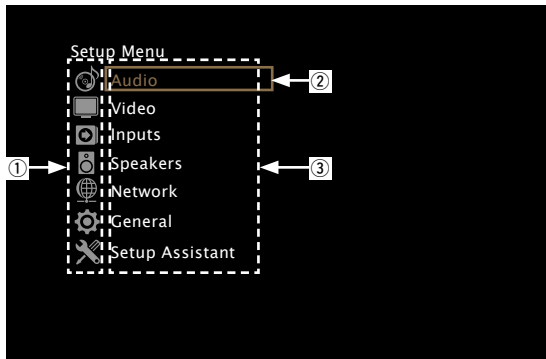 Setup Menu
Audio
②
Video
Inputs
①
Speakers
③
Network
General
Setup Assistant